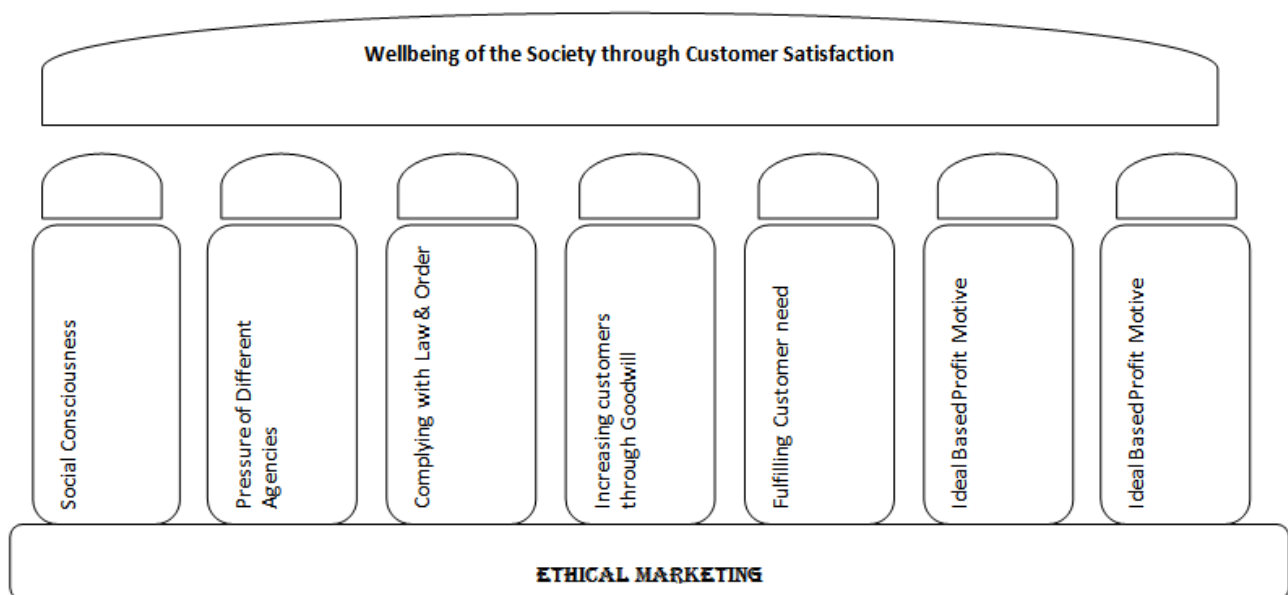 Wellbeing of the Society through Customer Satisfaction
Social Consciousness
Pressure of Different
Agencies
Complying with Law & Order
Increasing customers
through Goodwill
Fulfilling Customer need
Ideal Based Profit Motive
Ideal Based Profit Motive
ETHICAL MARKETING